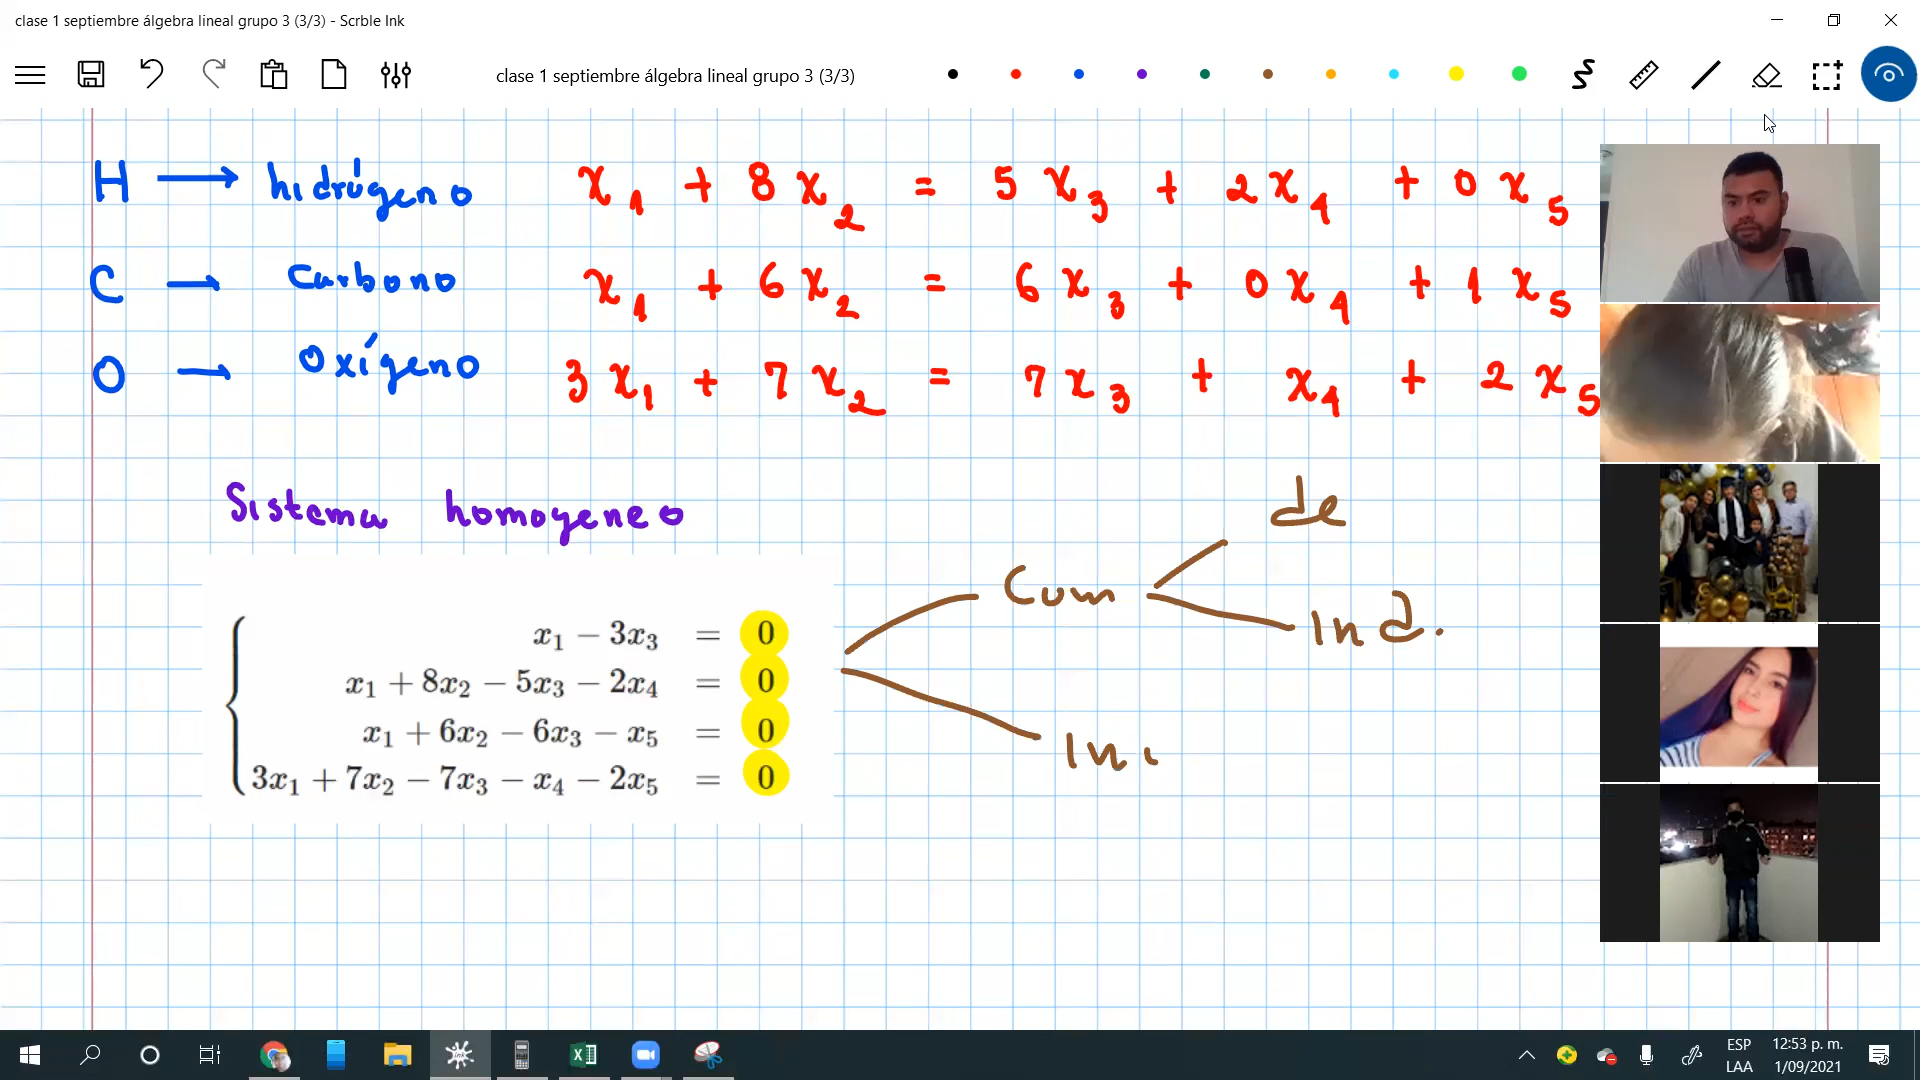 clase 1 septiembre álgebra lineal grupo 3 (3/3) - Scrble Ink
clase 1 septiembre álgebra lineal grupo 3 (3/3)
H → hidrógeno x₁ + 8x₂ = 5x₃ + 2x₄ + 0x₅
C → Carbono x₁ + 6x₂ = 6x₃ + 0x₄ + 1x₅
O → Oxígeno 3x₁ + 7x₂ = 7x₃ + x₄ + 2x₅
Sistema homogeneo
x₁ − 3x₃ = 0
x₁ + 8x₂ − 5x₃ − 2x₄ = 0
x₁ + 6x₂ − 6x₃ − x₅ = 0
3x₁ + 7x₂ − 7x₃ − x₄ − 2x₅ = 0
de
Com
Ind.
ESP
LAA
12:53 p. m.
1/09/2021